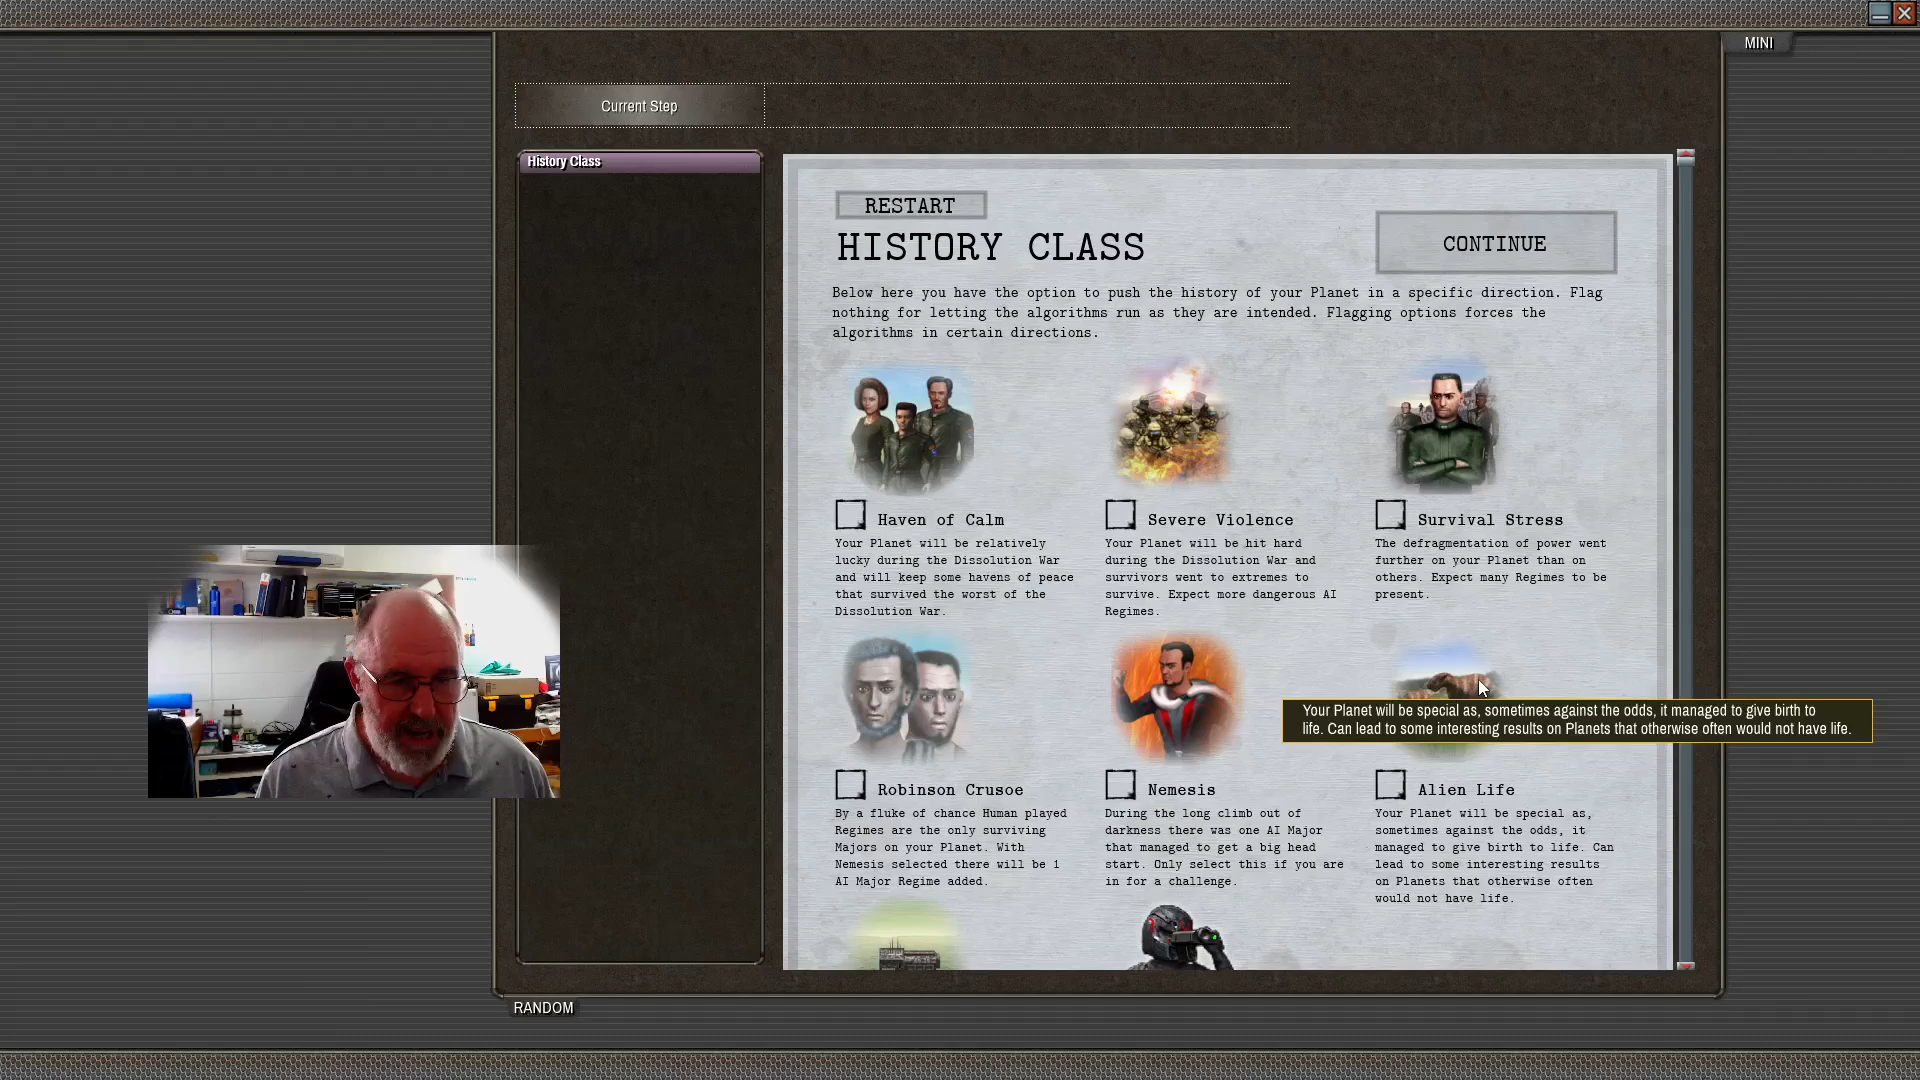 MINI
Current Step
History Class
RESTART
HISTORY CLASS
CONTINUE
Below here you have the option to push the history of your Planet in a specific direction. Flag
nothing for letting the algorithms run as they are intended. Flagging options forces the
algorithms in certain directions.
Haven of Calm
Your Planet will be relatively
lucky during the Dissolution War
and will keep some havens of peace
that survived the worst of the
Dissolution War.
Severe Violence
Your Planet will be hit hard
during the Dissolution War and
survivors went to extremes to
survive. Expect more dangerous AI
Regimes.
Survival Stress
The defragmentation of power went
further on your Planet than on
others. Expect many Regimes to be
present.
Your Planet will be special as, sometimes against the odds, it managed to give birth to
life. Can lead to some interesting results on Planets that otherwise often would not have life.
Robinson Crusoe
By a fluke of chance Human played
Regimes are the only surviving
Majors on your Planet. With
Nemesis selected there will be 1
AI Major Regime added.
Nemesis
During the long climb out of
darkness there was one AI Major
that managed to get a big head
start. Only select this if you are
in for a challenge.
Alien Life
Your Planet will be special as,
sometimes against the odds, it
managed to give birth to life. Can
lead to some interesting results
on Planets that otherwise often
would not have life.
RANDOM